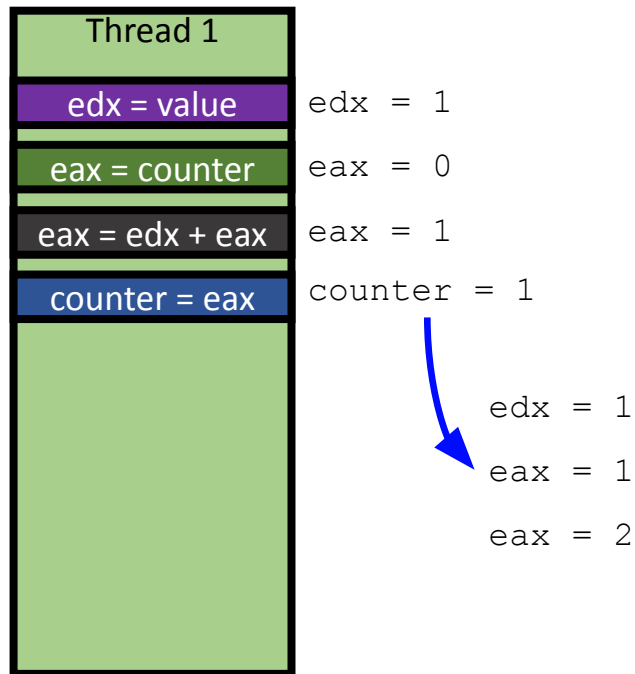 Thread 1
edx = value
edx = 1
eax = counter
eax = 0
eax = edx + eax
eax = 1
counter = eax
counter = 1
edx = 1
eax = 1
eax = 2